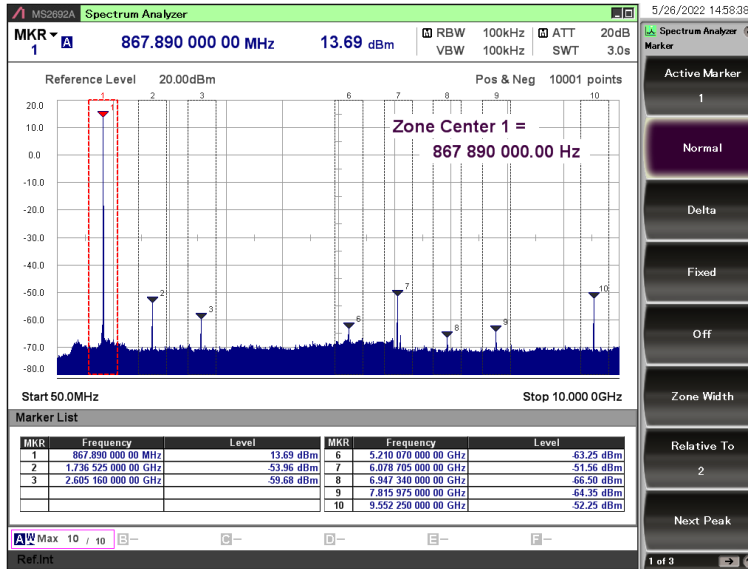 MS2692A Spectrum Analyzer
5/26/2022 14:58:38
MKR 1 A 867.890 000 00 MHz 13.69 dBm
M RBW 100kHz M ATT 20dB
VBW 100kHz SWT 3.0s
Reference Level 20.00dBm Pos & Neg 10001 points
1 2 3 6 7 8 9 10
Zone Center 1 =
867 890 000.00 Hz
20.0
10.0
0.0
-10.0
-30.0
-30.0
-50.0
-60.0
-70.0
-80.0
1
2
3
6
7
8
9
10
Start 50.0MHz Stop 10.000 0GHz
Marker List
MKR Frequency Level MKR Frequency Level
1 867.890 000 00 MHz 13.69 dBm 6 5.210 070 000 00 GHz -63.25 dBm
2 1.736 525 000 00 GHz -53.96 dBm 7 6.078 705 000 00 GHz -51.56 dBm
3 2.605 160 000 00 GHz -59.68 dBm 8 6.947 340 000 00 GHz -66.50 dBm
9 7.815 975 000 00 GHz -64.35 dBm
10 9.552 250 000 00 GHz -52.25 dBm
A W Max 10 / 10 B- C- D- E- F-
Ref.Int
Spectrum Analyzer
Marker
Active Marker
1
Normal
Delta
Fixed
Off
Zone Width
Relative To
2
Next Peak
1 of 3